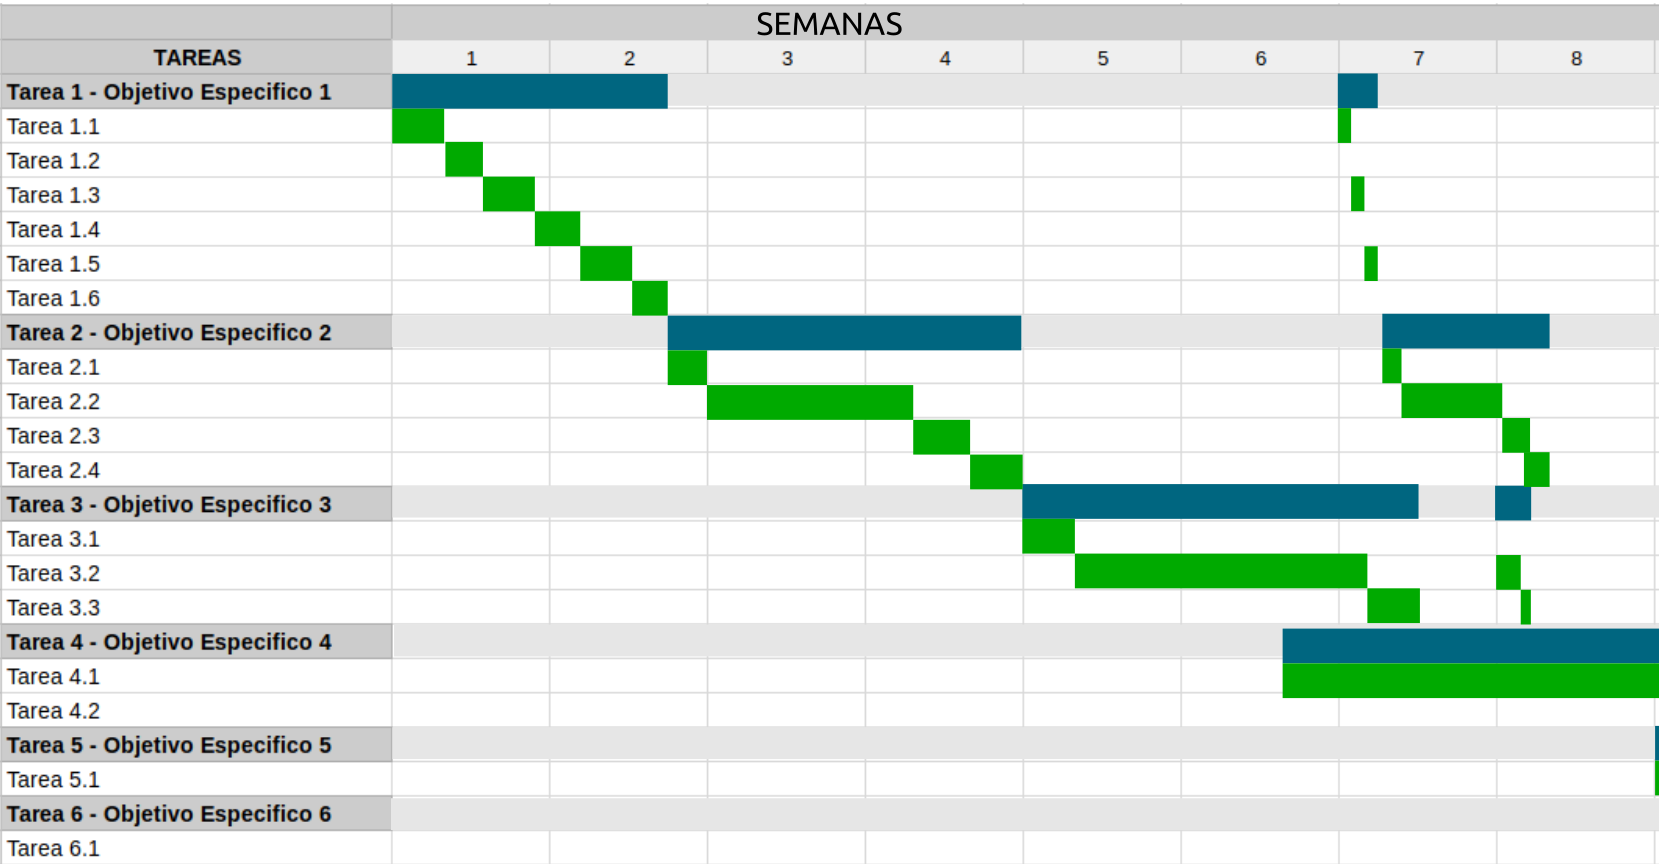 SEMANAS
TAREAS 1 2 3 4 5 6 7 8
Tarea 1 - Objetivo Especifico 1
Tarea 1.1
Tarea 1.2
Tarea 1.3
Tarea 1.4
Tarea 1.5
Tarea 1.6
Tarea 2 - Objetivo Especifico 2
Tarea 2.1
Tarea 2.2
Tarea 2.3
Tarea 2.4
Tarea 3 - Objetivo Especifico 3
Tarea 3.1
Tarea 3.2
Tarea 3.3
Tarea 4 - Objetivo Especifico 4
Tarea 4.1
Tarea 4.2
Tarea 5 - Objetivo Especifico 5
Tarea 5.1
Tarea 6 - Objetivo Especifico 6
Tarea 6.1